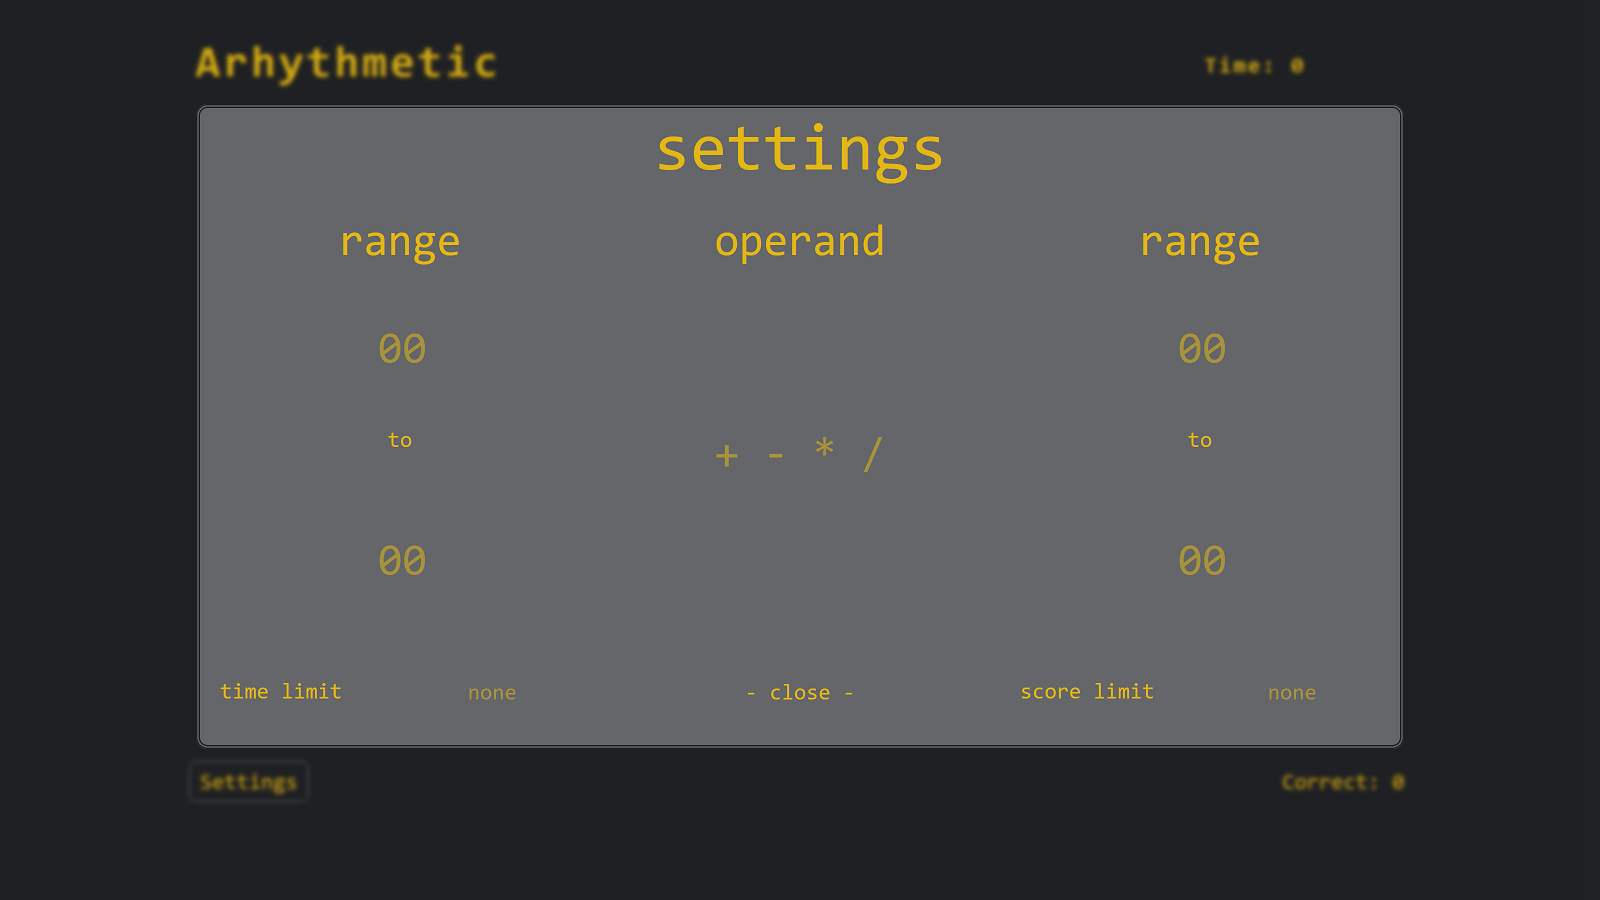 Arhythmetic Time: 0
settings
range operand range
00 00
to to
+ - * /
00 00
time limit none - close - score limit none
Settings Correct: 0